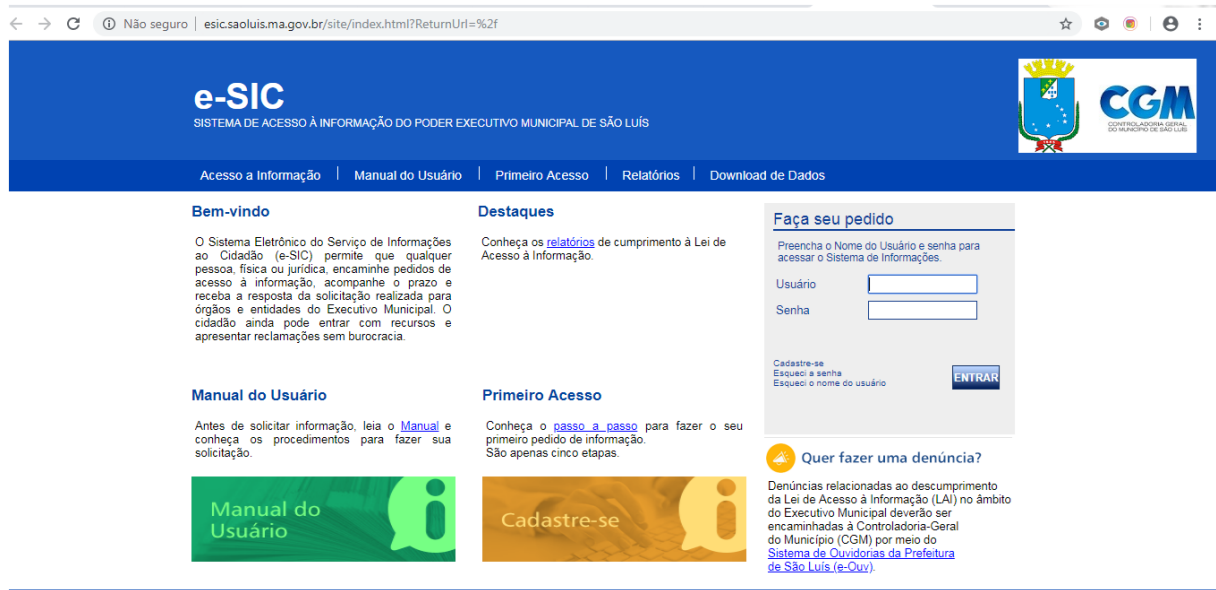 Não seguro | esic.saoluis.ma.gov.br/site/index.html?ReturnUrl=%2f
e-SIC
SISTEMA DE ACESSO À INFORMAÇÃO DO PODER EXECUTIVO MUNICIPAL DE SÃO LUÍS
CGM
CONTROLADORIA GERAL
DO MUNICÍPIO DE SÃO LUÍS
Acesso a Informação | Manual do Usuário | Primeiro Acesso | Relatórios | Download de Dados
Bem-vindo
O Sistema Eletrônico do Serviço de Informações
ao Cidadão (e-SIC) permite que qualquer
pessoa, física ou jurídica, encaminhe pedidos de
acesso à informação, acompanhe o prazo e
receba a resposta da solicitação realizada para
órgãos e entidades do Executivo Municipal. O
cidadão ainda pode entrar com recursos e
apresentar reclamações sem burocracia.
Destaques
Conheça os relatórios de cumprimento à Lei de
Acesso à Informação.
Faça seu pedido
Preencha o Nome do Usuário e senha para
acessar o Sistema de Informações.
Usuário
Senha
Cadastre-se
Esqueci a senha
Esqueci o nome do usuário
ENTRAR
Manual do Usuário
Antes de solicitar informação, leia o Manual e
conheça os procedimentos para fazer sua
solicitação.
Manual do
Usuário
Primeiro Acesso
Conheça o passo a passo para fazer o seu
primeiro pedido de informação.
São apenas cinco etapas.
Cadastre-se
Quer fazer uma denúncia?
Denúncias relacionadas ao descumprimento
da Lei de Acesso à Informação (LAI) no âmbito
do Executivo Municipal deverão ser
encaminhadas à Controladoria-Geral
do Município (CGM) por meio do
Sistema de Ouvidorias da Prefeitura
de São Luís (e-Ouv).